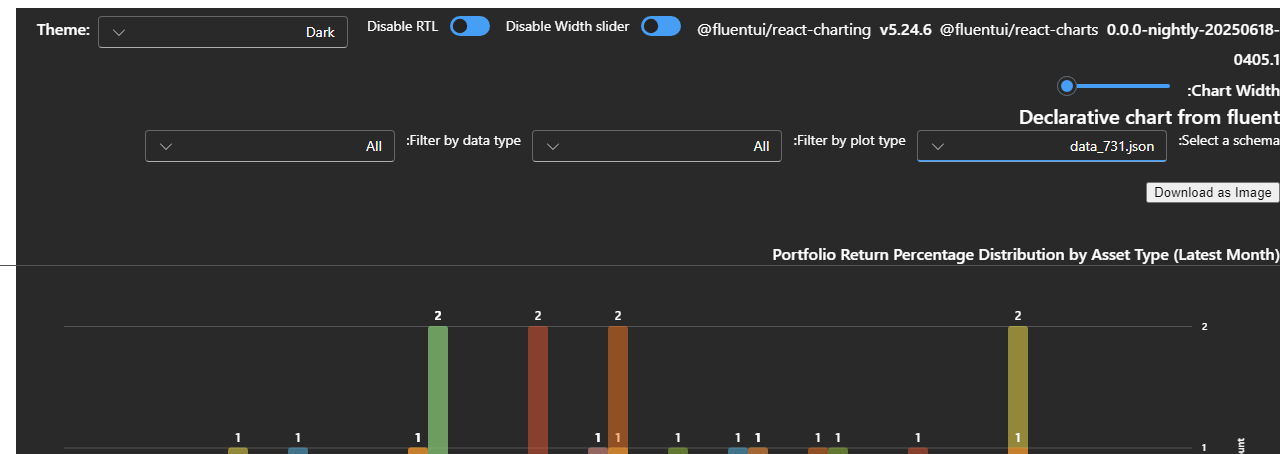 Theme: Dark Disable RTL Disable Width slider @fluentui/react-charting v5.24.6 @fluentui/react-charts 0.0.0-nightly-20250618-
0405.1
:Chart Width
Declarative chart from fluent
:Select a schema data_731.json :Filter by plot type All :Filter by data type All
Download as Image
Portfolio Return Percentage Distribution by Asset Type (Latest Month)
2 2 2 2 2
1 1 1 1 1 1 1 1 1 1 1 1 1 1